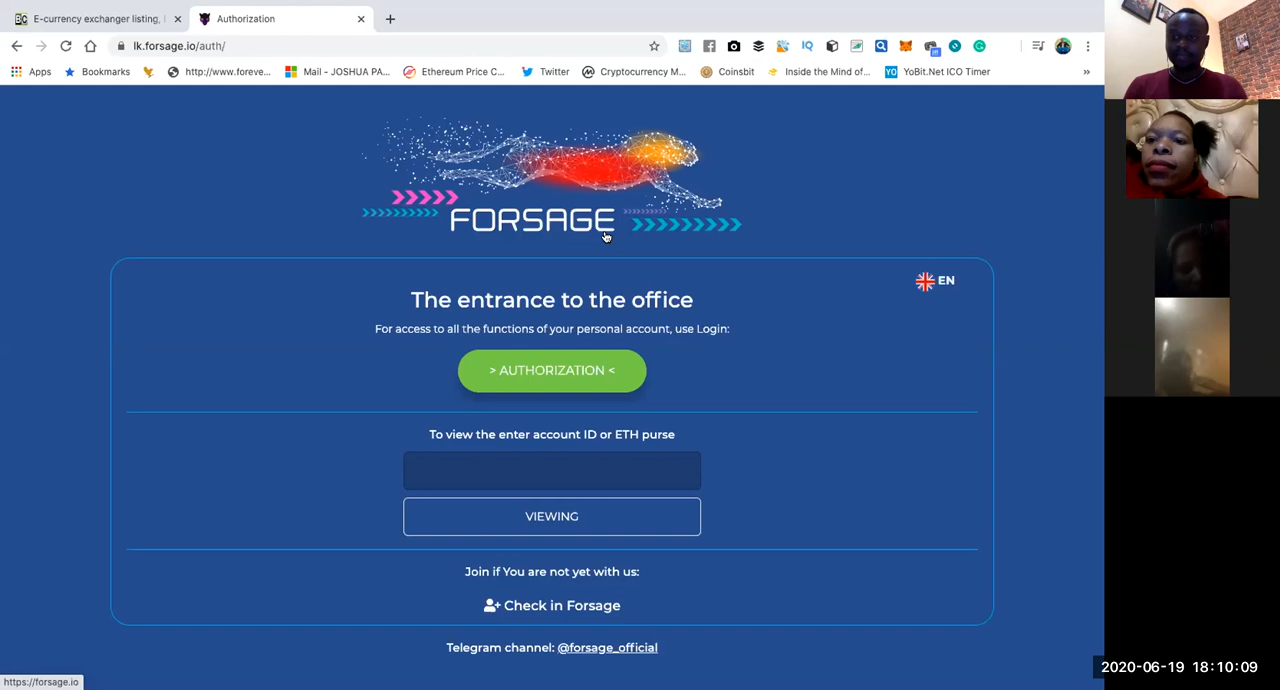 E-currency exchanger listing,
Authorization
lk.forsage.io/auth/
IQ
Apps
Bookmarks
http://www.foreve...
Mail - JOSHUA PA...
Ethereum Price C...
Twitter
Cryptocurrency M...
Coinsbit
Inside the Mind of...
YO YoBit.Net ICO Terminal
»
FORSAGE
EN
The entrance to the office
For access to all the functions of your personal account, use Login:
> AUTHORIZATION <
To view the enter account ID or ETH purse
VIEWING
Join if You are not yet with us:
Check in Forsage
Telegram channel: @forsage_official
2020-06-19 18:10:09
https://forsage.io